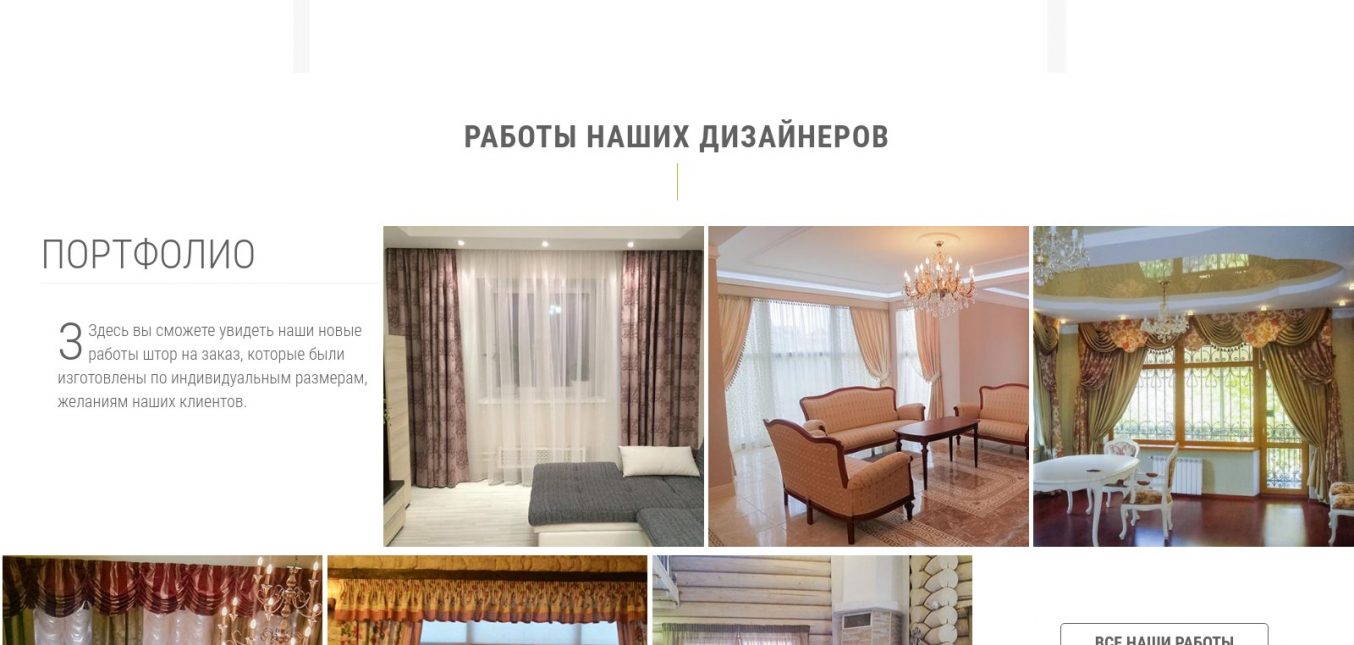 РАБОТЫ НАШИХ ДИЗАЙНЕРОВ
ПОРТФОЛИО
Здесь вы сможете увидеть наши новые
работы штор на заказ, которые были
изготовлены по индивидуальным размерам,
желаниям наших клиентов.
ВСЕ НАШИ РАБОТЫ